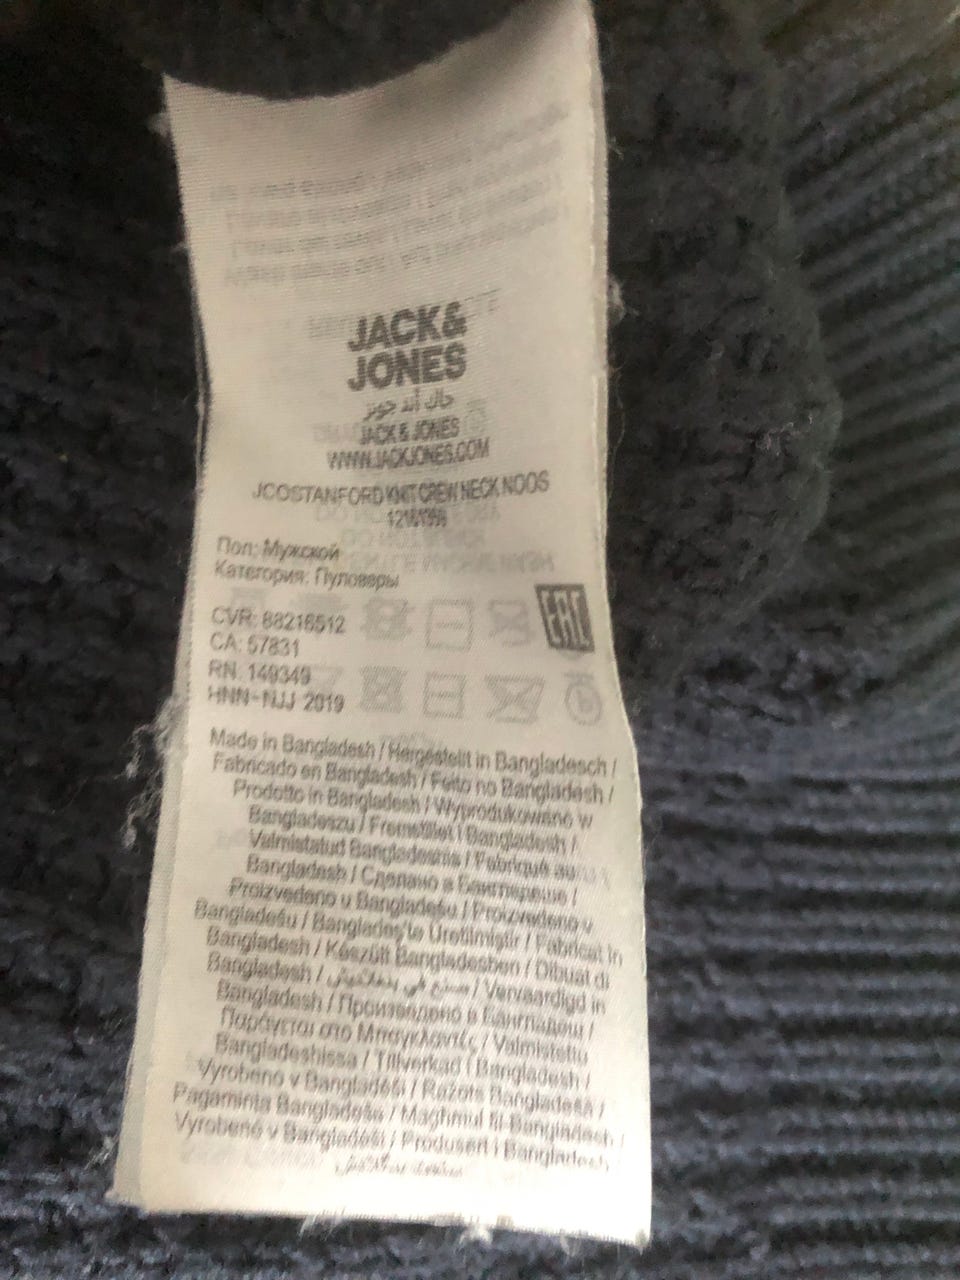 JACK&
JONES
جاك أند جونز
JACK & JONES
WWW.JACKJONES.COM
JCOSTANFORD KNIT CREW NECK NOOS
Пол: Мужской
Категория: Пуловеры
EAC
CVR: 88216512
CA: 57831
RN. 149349
HNN-NJJ 2019
Made in Bangladesh / Hergestellt in Bangladesch /
Fabricado en Bangladesh / Feito no Bangladesh /
Prodotto in Bangladesh / Wyprodukowano w
Bangladeszu / Fremstillet i Bangladesh /
Valmistatud Bangladeshis / Fabriqué au
Bangladesh / Сделано в Бангладеше /
Proizvedeno u Bangladešu / Proizvedeno v
Bangladešu / Bangladeş'te Üretilmiştir / Fabricat în
Bangladesh / Készült Bangladesben / Dibuat di
Bangladesh / صنع في بنغلاديش / Vervaardigd in
Bangladesh / Произведено в Бангладеш /
Παράγεται στο Μπαγκλαντές / Valmistettu
Bangladeshissa / Tillverkad i Bangladesh /
Vyrobeno v Bangladéši / Ražots Bangladešā /
Pagaminta Bangladeše / Maghmul fil-Bangladesh /
Vyrobené v Bangladéši / Produsert i Bangladesh